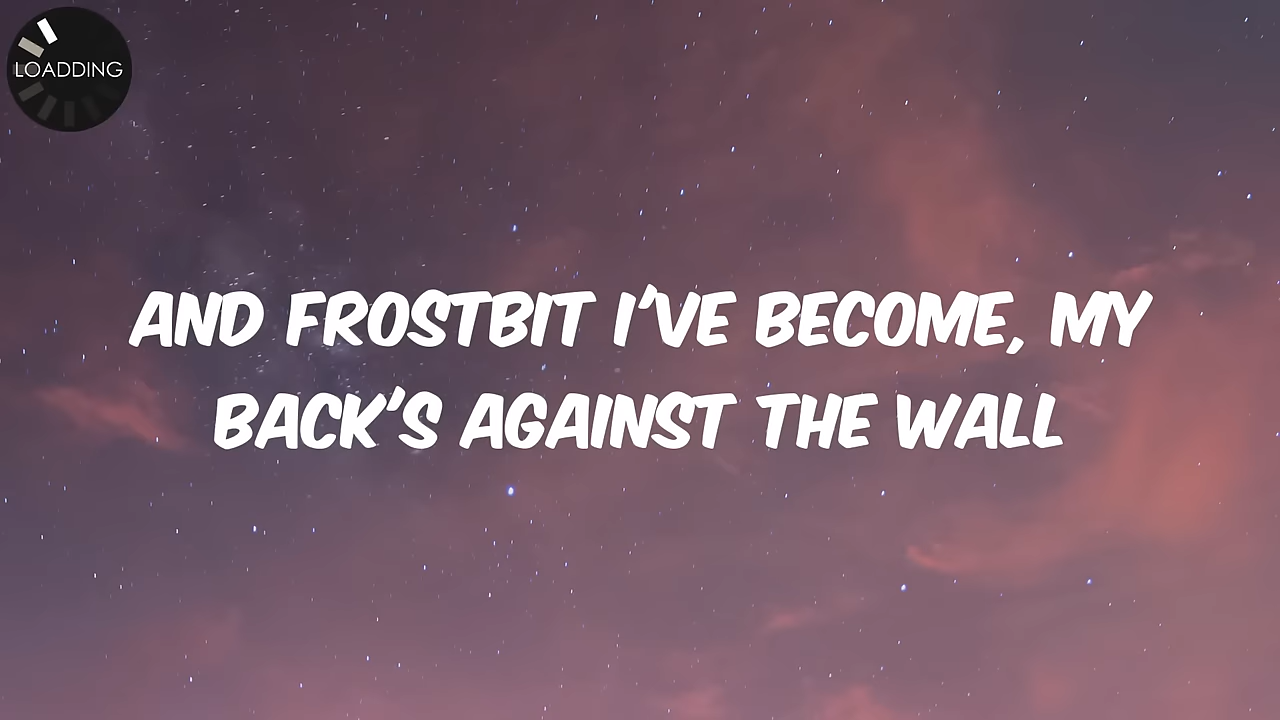 LOADDING
AND FROSTBIT I'VE BECOME, MY
BACK'S AGAINST THE WALL